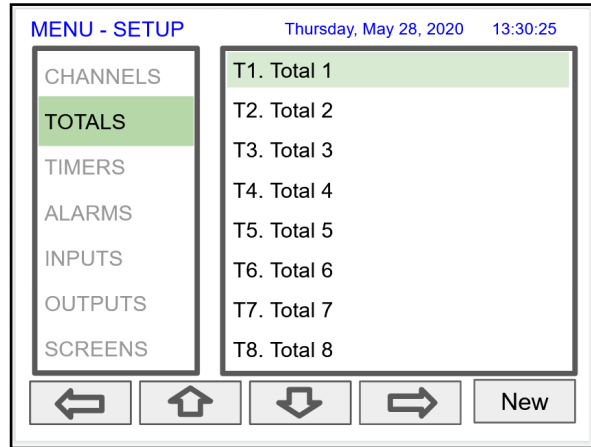 MENU - SETUP Thursday, May 28, 2020 13:30:25
CHANNELS
TOTALS
TIMERS
ALARMS
INPUTS
OUTPUTS
SCREENS
T1. Total 1
T2. Total 2
T3. Total 3
T4. Total 4
T5. Total 5
T6. Total 6
T7. Total 7
T8. Total 8
New